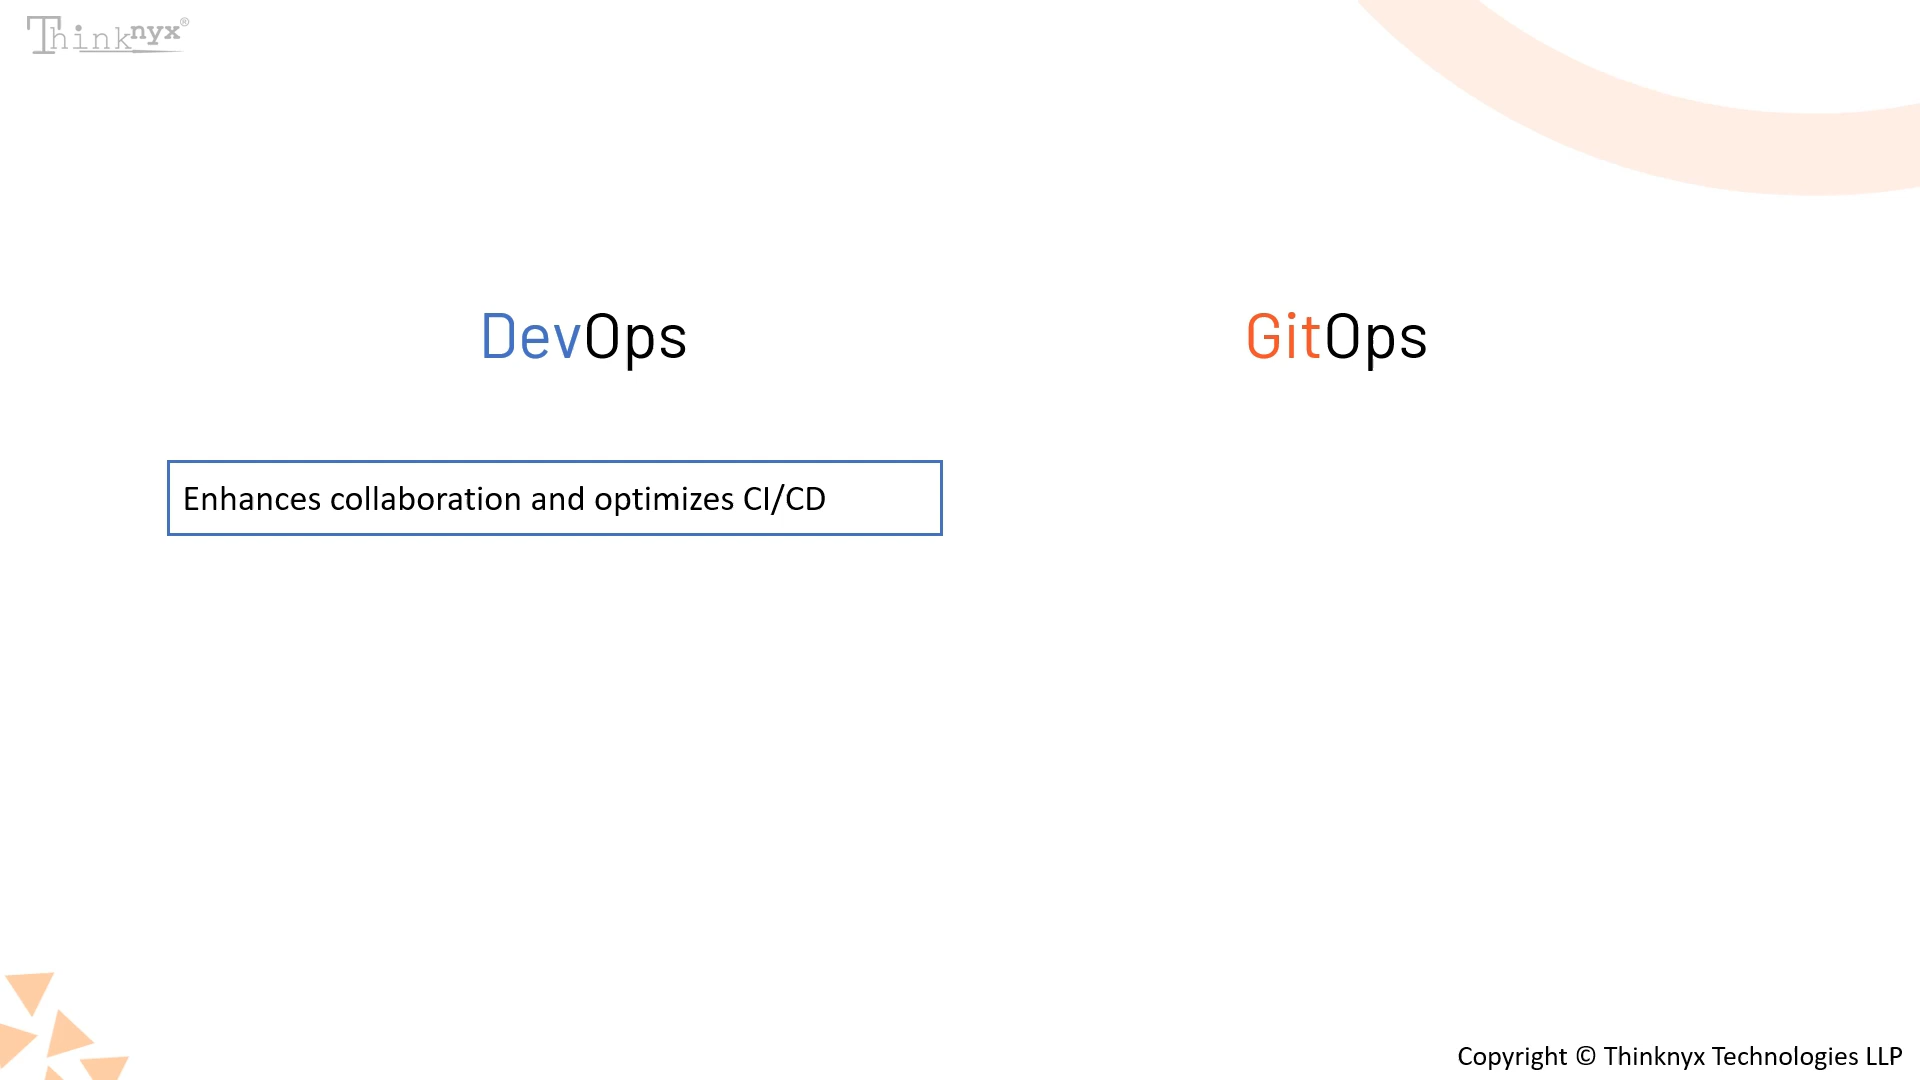 Thinknyx®
DevOps
GitOps
Enhances collaboration and optimizes CI/CD
Copyright © Thinknyx Technologies LLP